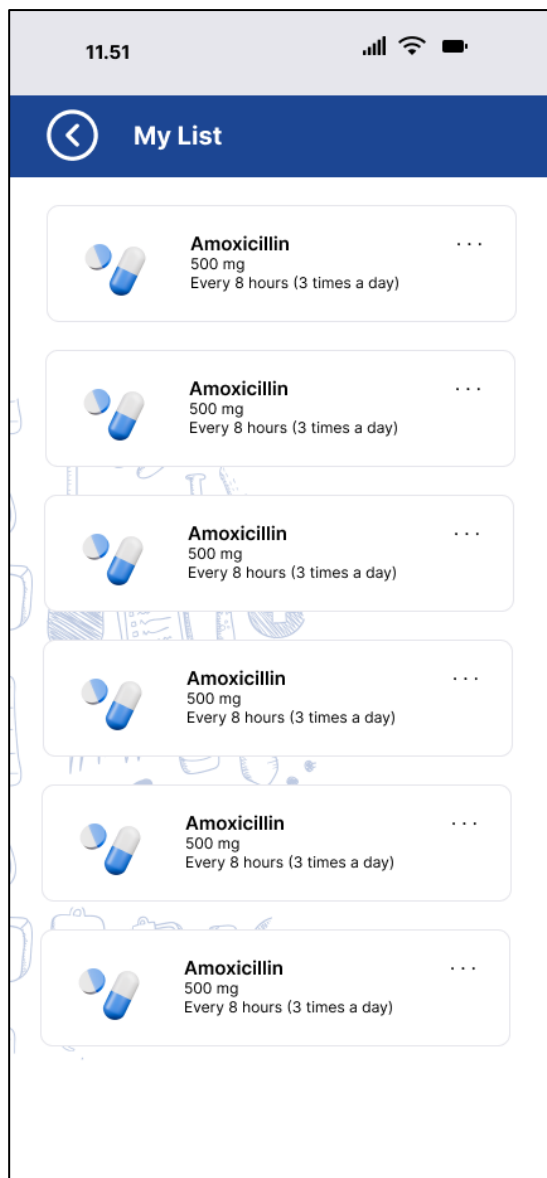 11.51
My List
Amoxicillin
500 mg
Every 8 hours (3 times a day)
Amoxicillin
500 mg
Every 8 hours (3 times a day)
Amoxicillin
500 mg
Every 8 hours (3 times a day)
Amoxicillin
500 mg
Every 8 hours (3 times a day)
Amoxicillin
500 mg
Every 8 hours (3 times a day)
Amoxicillin
500 mg
Every 8 hours (3 times a day)